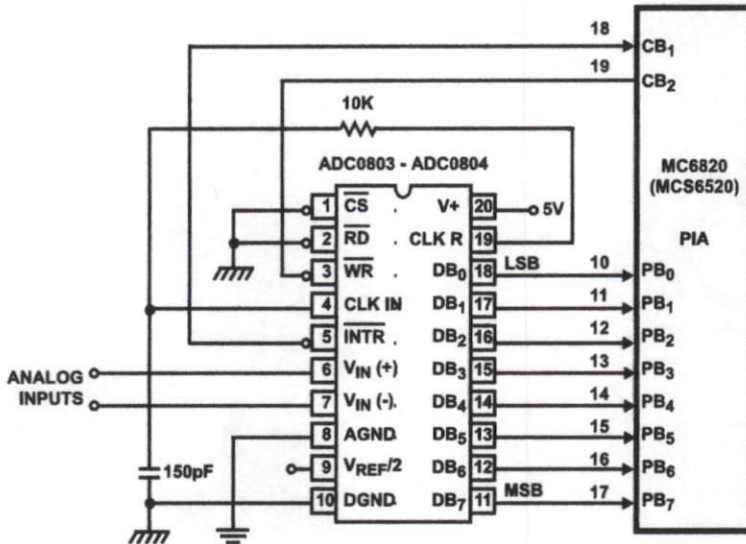 18 CB₁
19 CB₂
10K
ADC0803 - ADC0804
MC6820
(MCS6520)
PIA
1 CS V+ 20 5V
2 RD CLK R 19
3 WR DB₀ 18 LSB 10 PB₀
4 CLK IN DB₁ 17 11 PB₁
5 INTR DB₂ 16 12 PB₂
6 VIN (+) DB₃ 15 13 PB₃
ANALOG
INPUTS
7 VIN (-) DB₄ 14 14 PB₄
8 AGND DB₅ 13 15 PB₅
9 VREF/2 DB₆ 12 16 PB₆
150pF
10 DGND DB₇ 11 MSB 17 PB₇